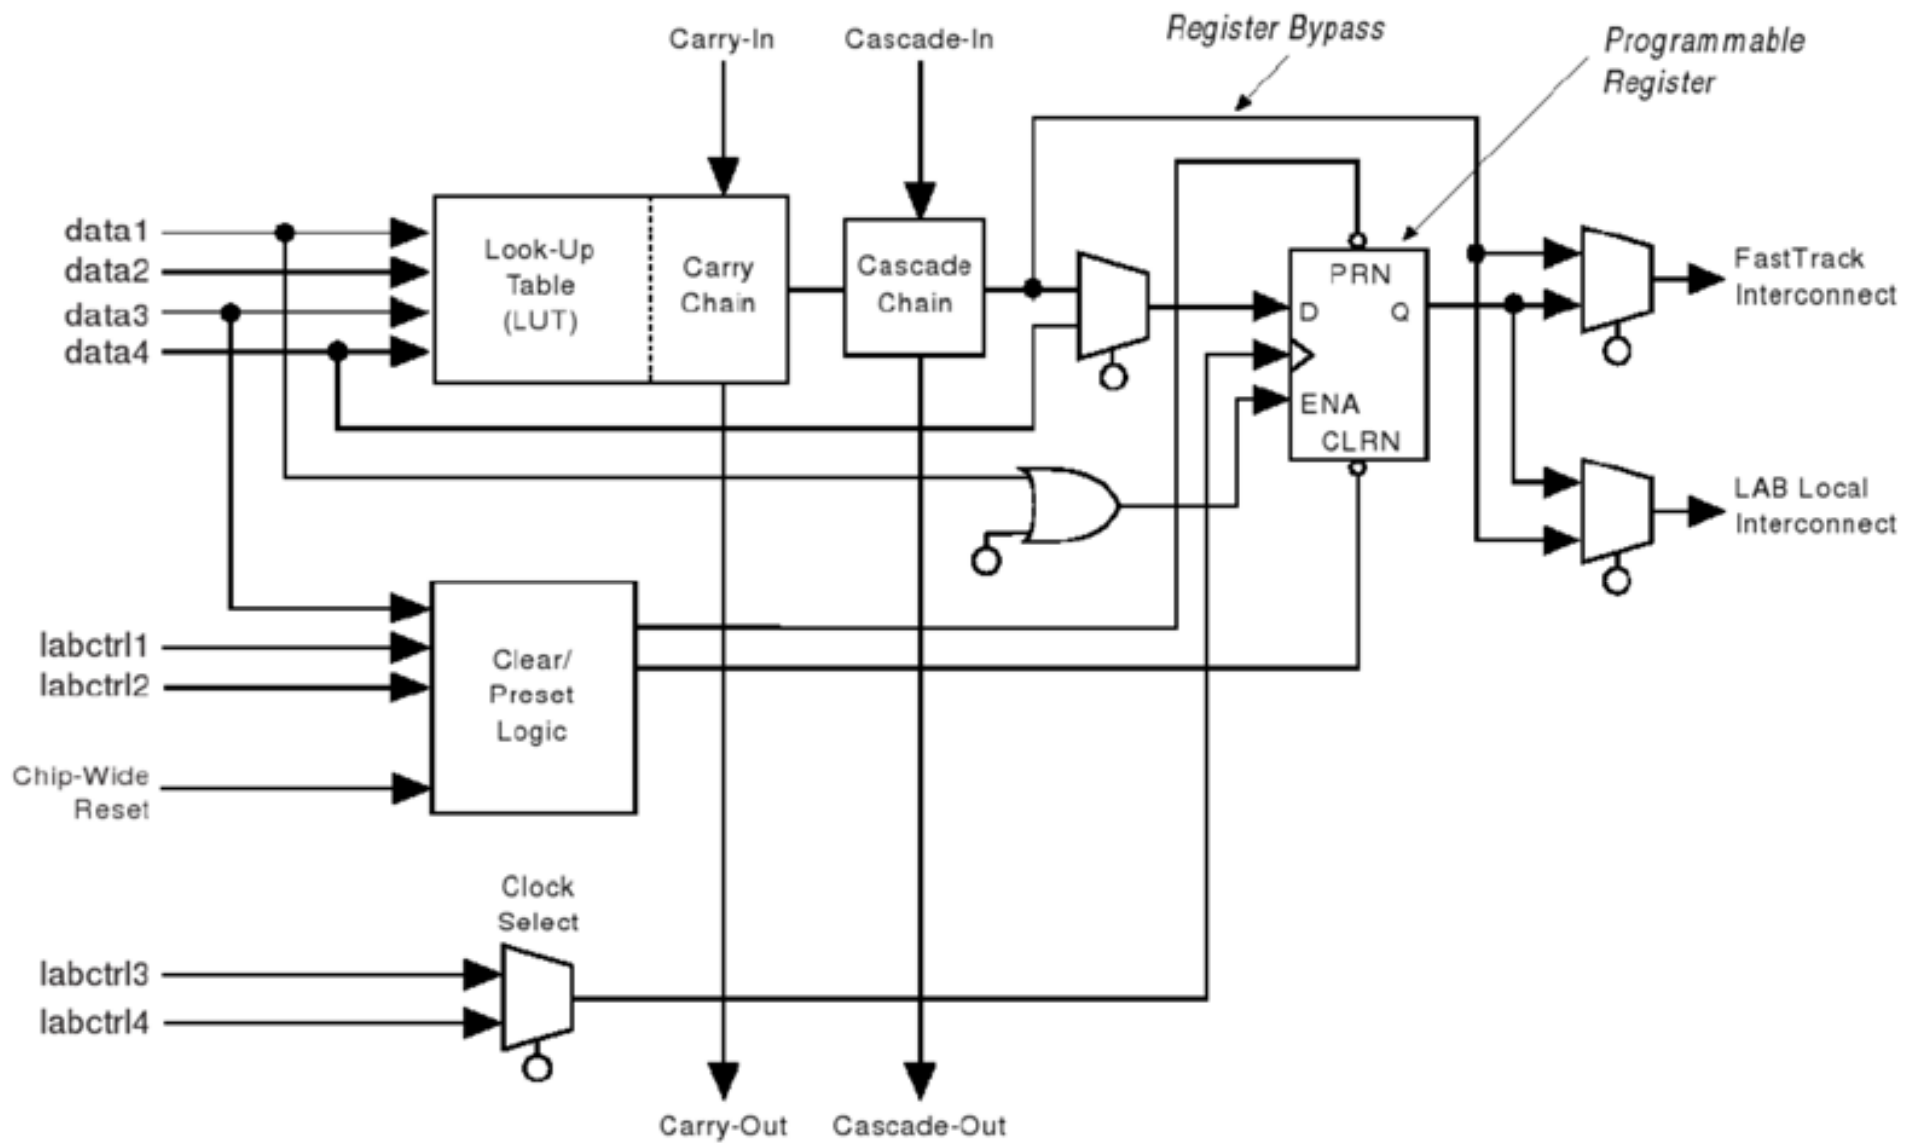 Carry-In
Cascade-In
Register Bypass
Programmable
Register
data1
data2
data3
data4
Look-Up
Table
(LUT)
Carry
Chain
Cascade
Chain
PRN
D
Q
ENA
CLRN
FastTrack
Interconnect
LAB Local
Interconnect
labctrl1
labctrl2
Clear/
Preset
Logic
Chip-Wide
Reset
Clock
Select
labctrl3
labctrl4
Carry-Out
Cascade-Out